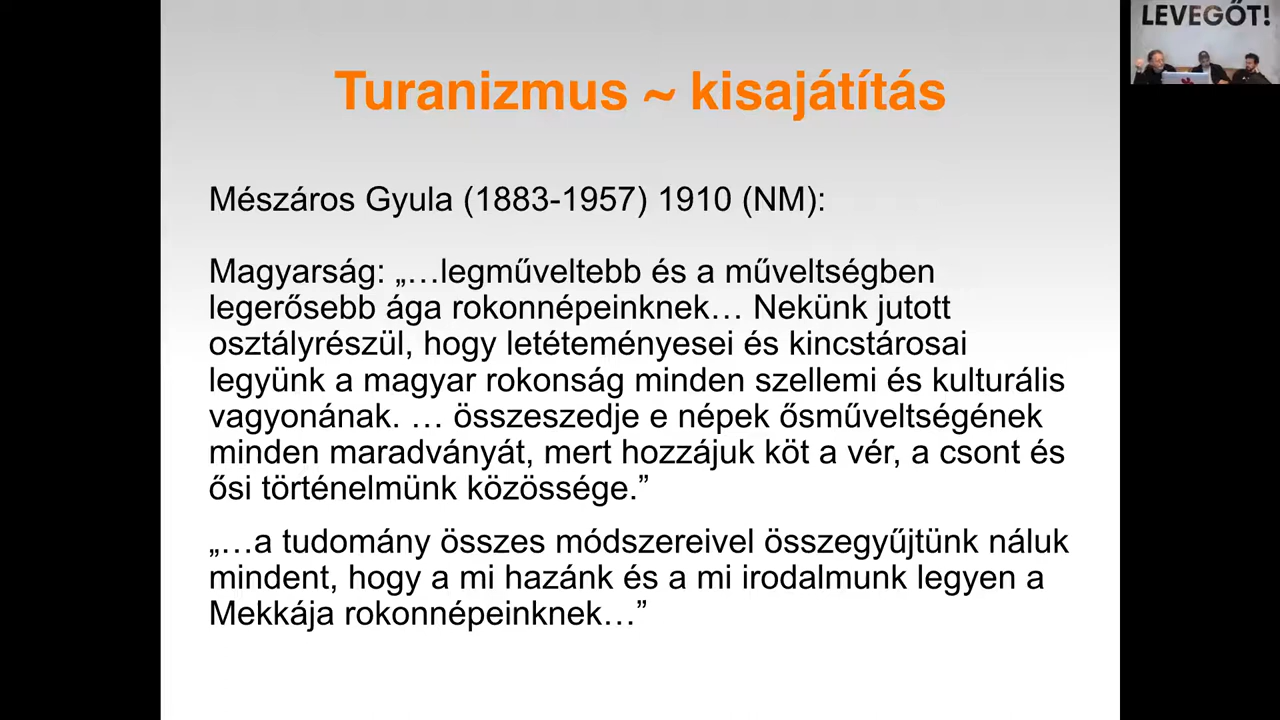 LEVEGŐT!
Turanizmus ~ kisajátítás
Mészáros Gyula (1883-1957) 1910 (NM):
Magyarság: „…legműveltebb és a műveltségben
legerősebb ága rokonnépeinknek… Nekünk jutott
osztályrészül, hogy letéteményesei és kincstárosai
legyünk a magyar rokonság minden szellemi és kulturális
vagyonának. … összeszedje e népek ősműveltségének
minden maradványát, mert hozzájuk köt a vér, a csont és
ősi történelmünk közössége.”
„…a tudomány összes módszereivel összegyűjtünk náluk
mindent, hogy a mi hazánk és a mi irodalmunk legyen a
Mekkája rokonnépeinknek…”